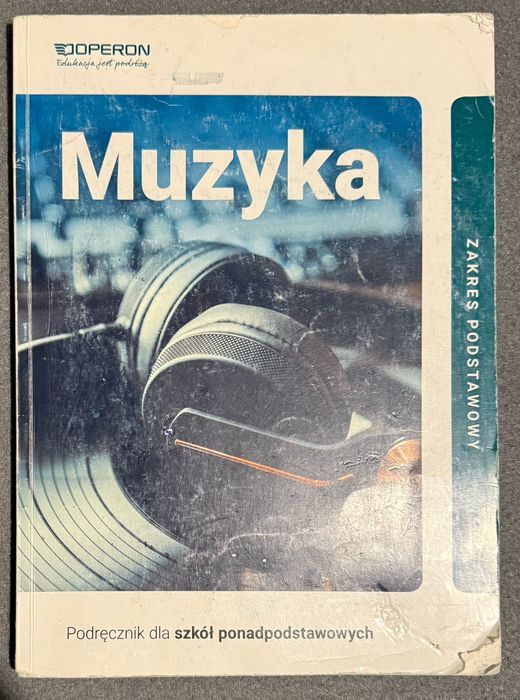 OPERON
Edukacja jest podróżą
Muzyka
ZAKRES PODSTAWOWY
Podręcznik dla szkół ponadpodstawowych